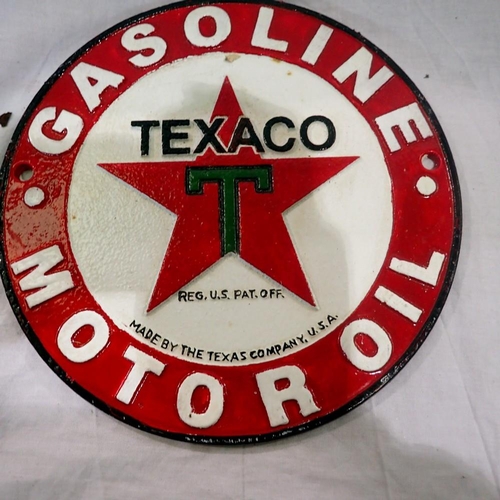 GASOLINE
TEXACO
T
REG. U.S. PAT. OFF.
MADE BY THE TEXAS COMPANY, U.S.A.
MOTOR OIL